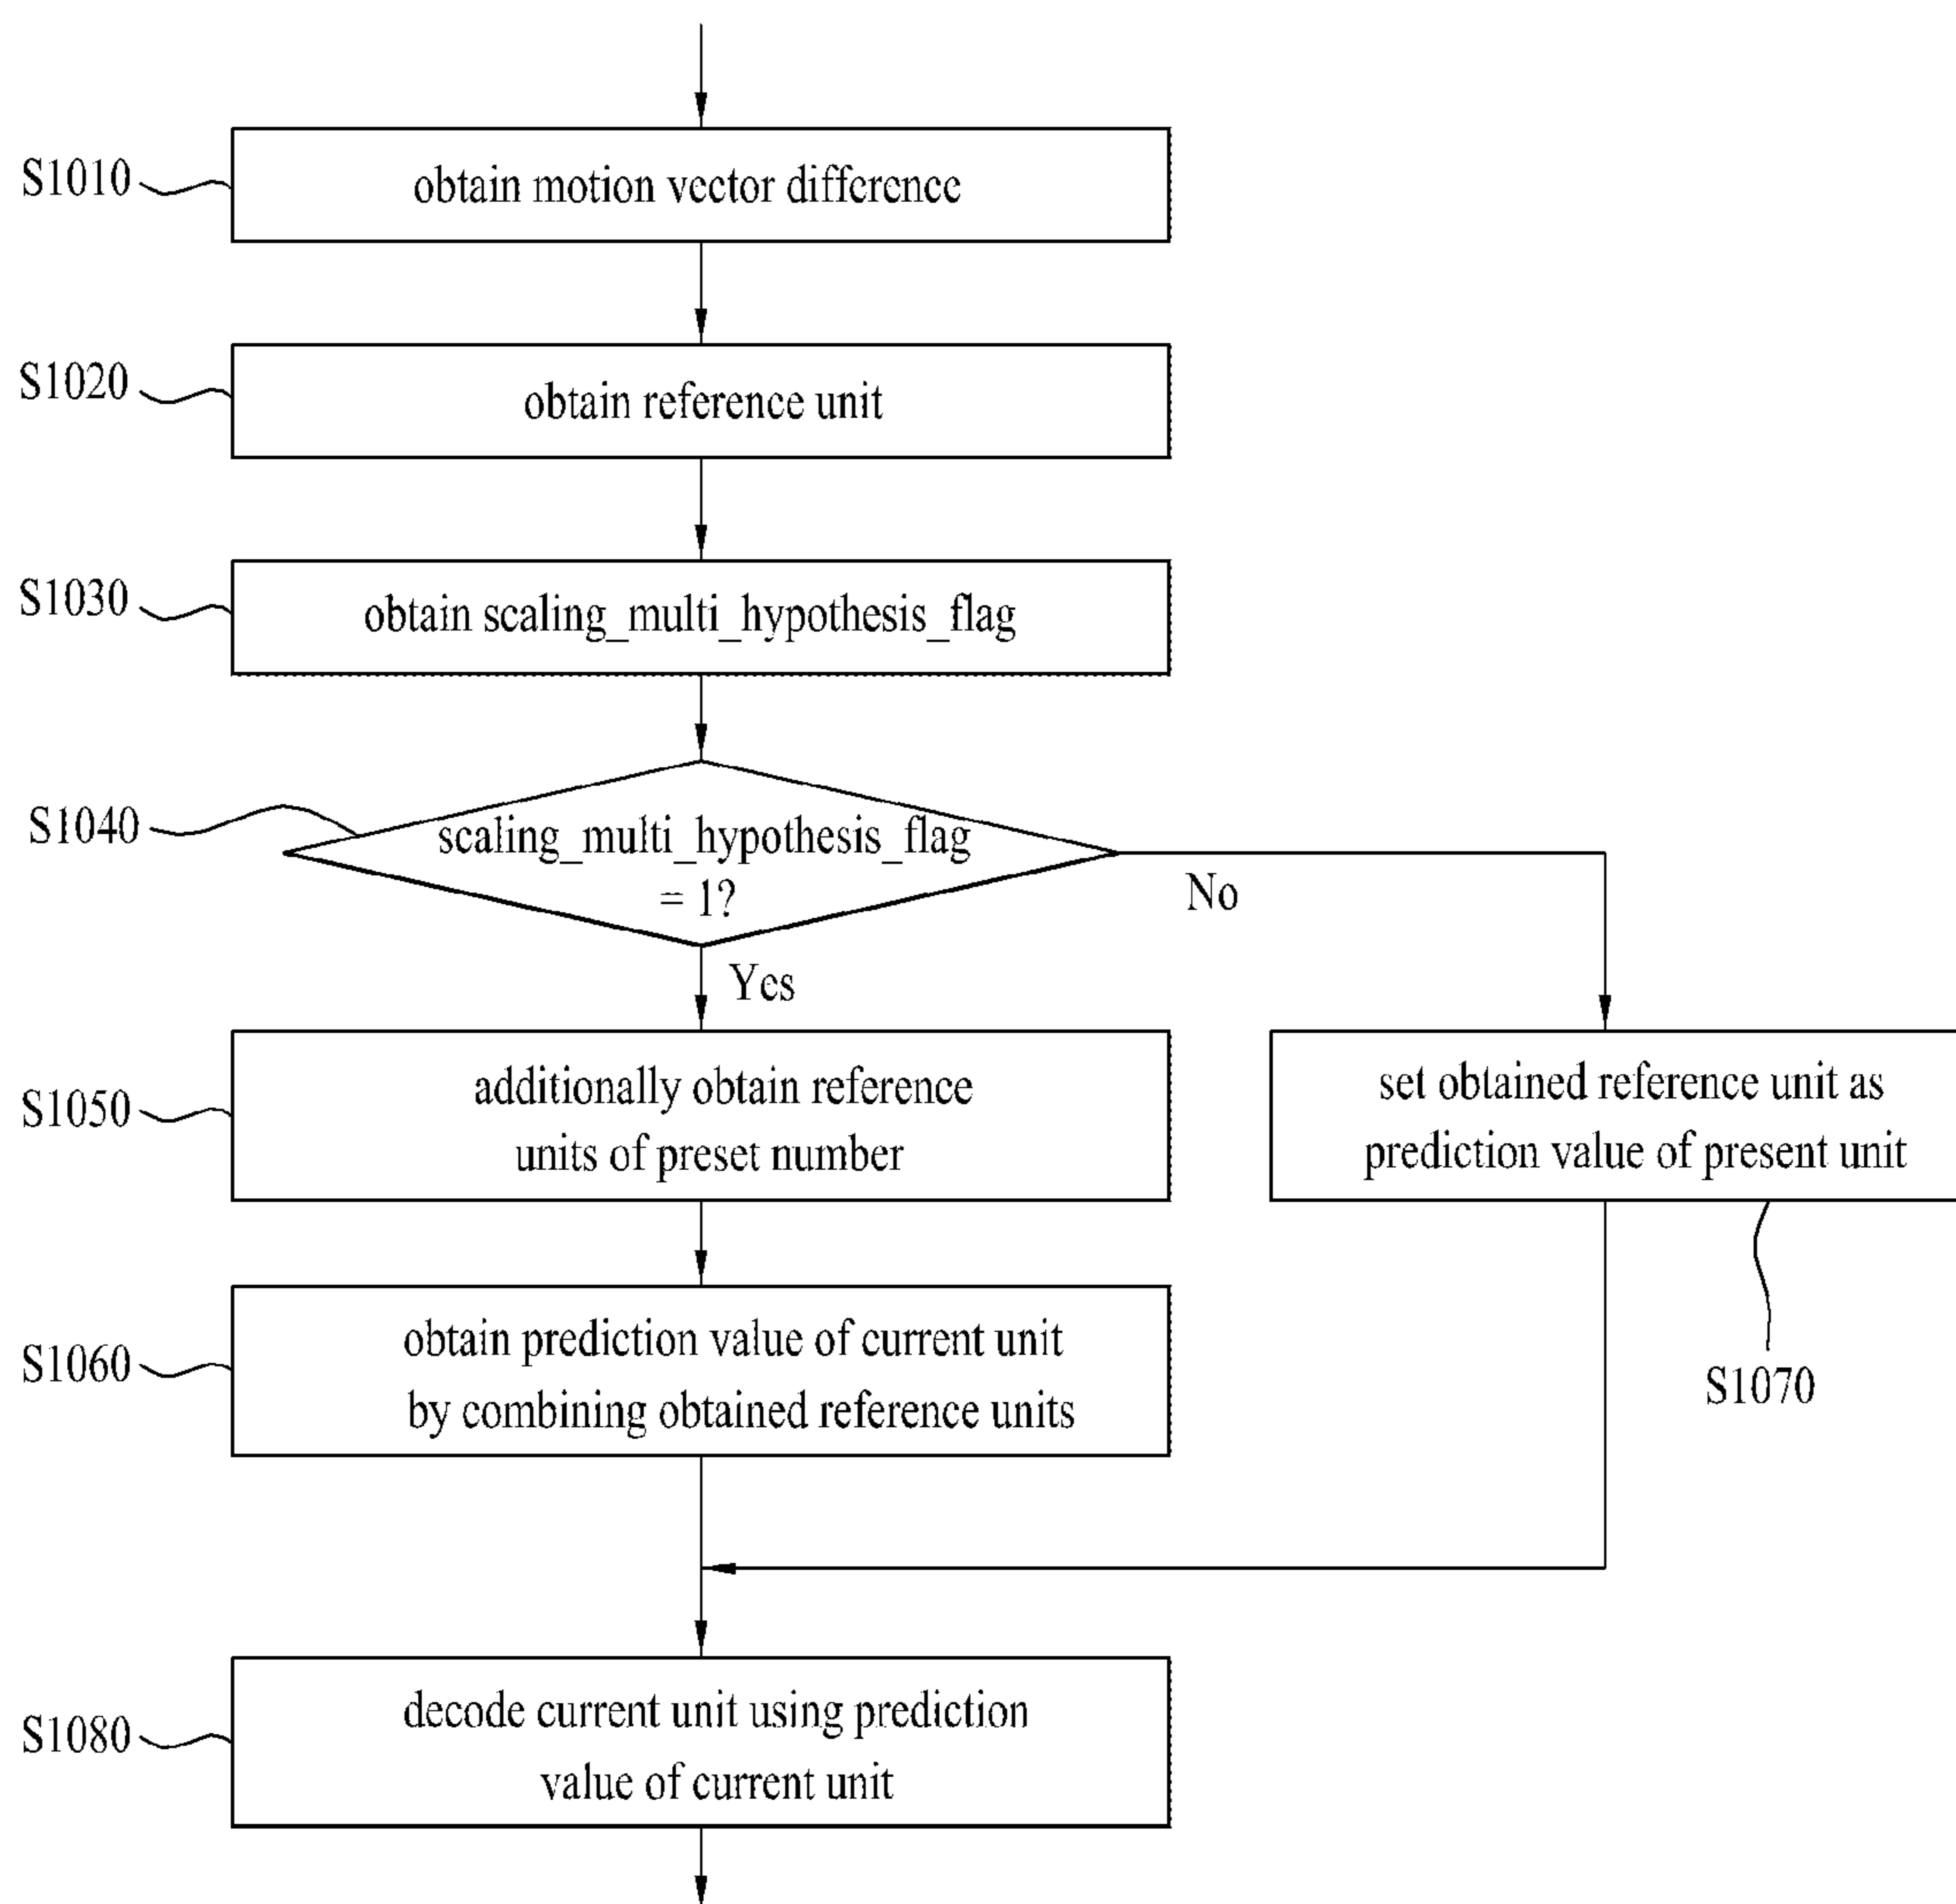 S1010
obtain motion vector difference
S1020
obtain reference unit
S1030
obtain scaling_multi_hypothesis_flag
S1040
scaling_multi_hypothesis_flag
= 1?
No
Yes
S1050
additionally obtain reference
units of preset number
set obtained reference unit as
prediction value of present unit
S1060
obtain prediction value of current unit
by combining obtained reference units
S1070
S1080
decode current unit using prediction
value of current unit